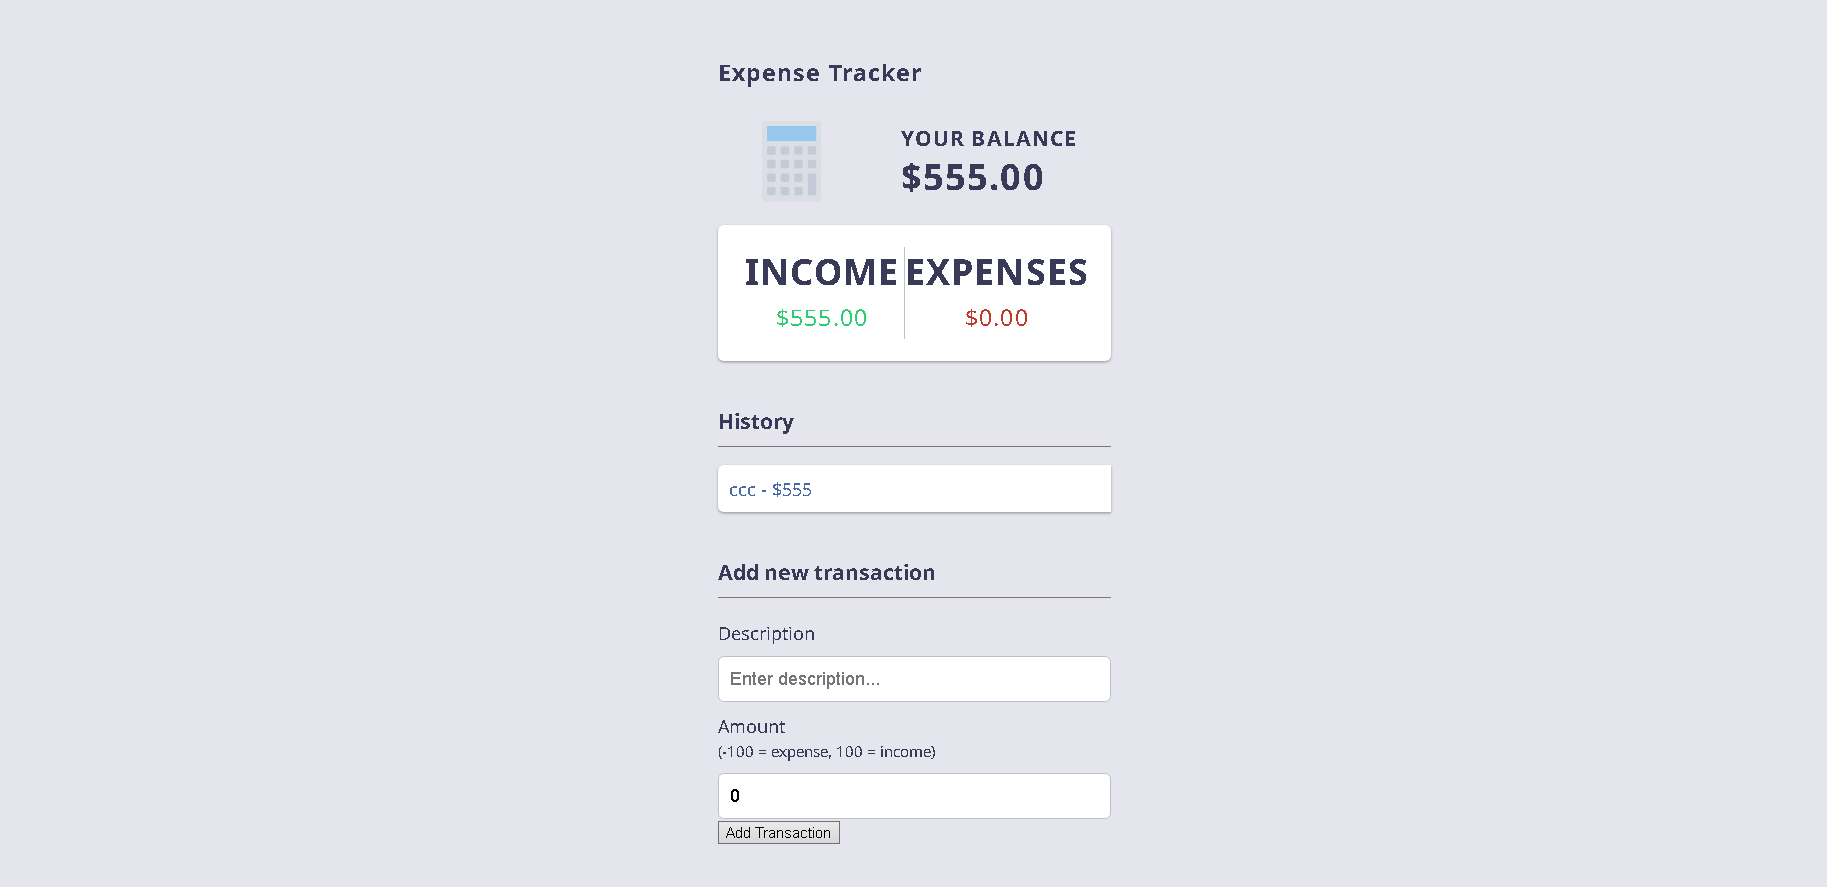 Expense Tracker
YOUR BALANCE
$555.00
INCOME EXPENSES
$555.00 $0.00
History
ccc - $555
Add new transaction
Description
Enter description...
Amount
(-100 = expense, 100 = income)
0
Add Transaction